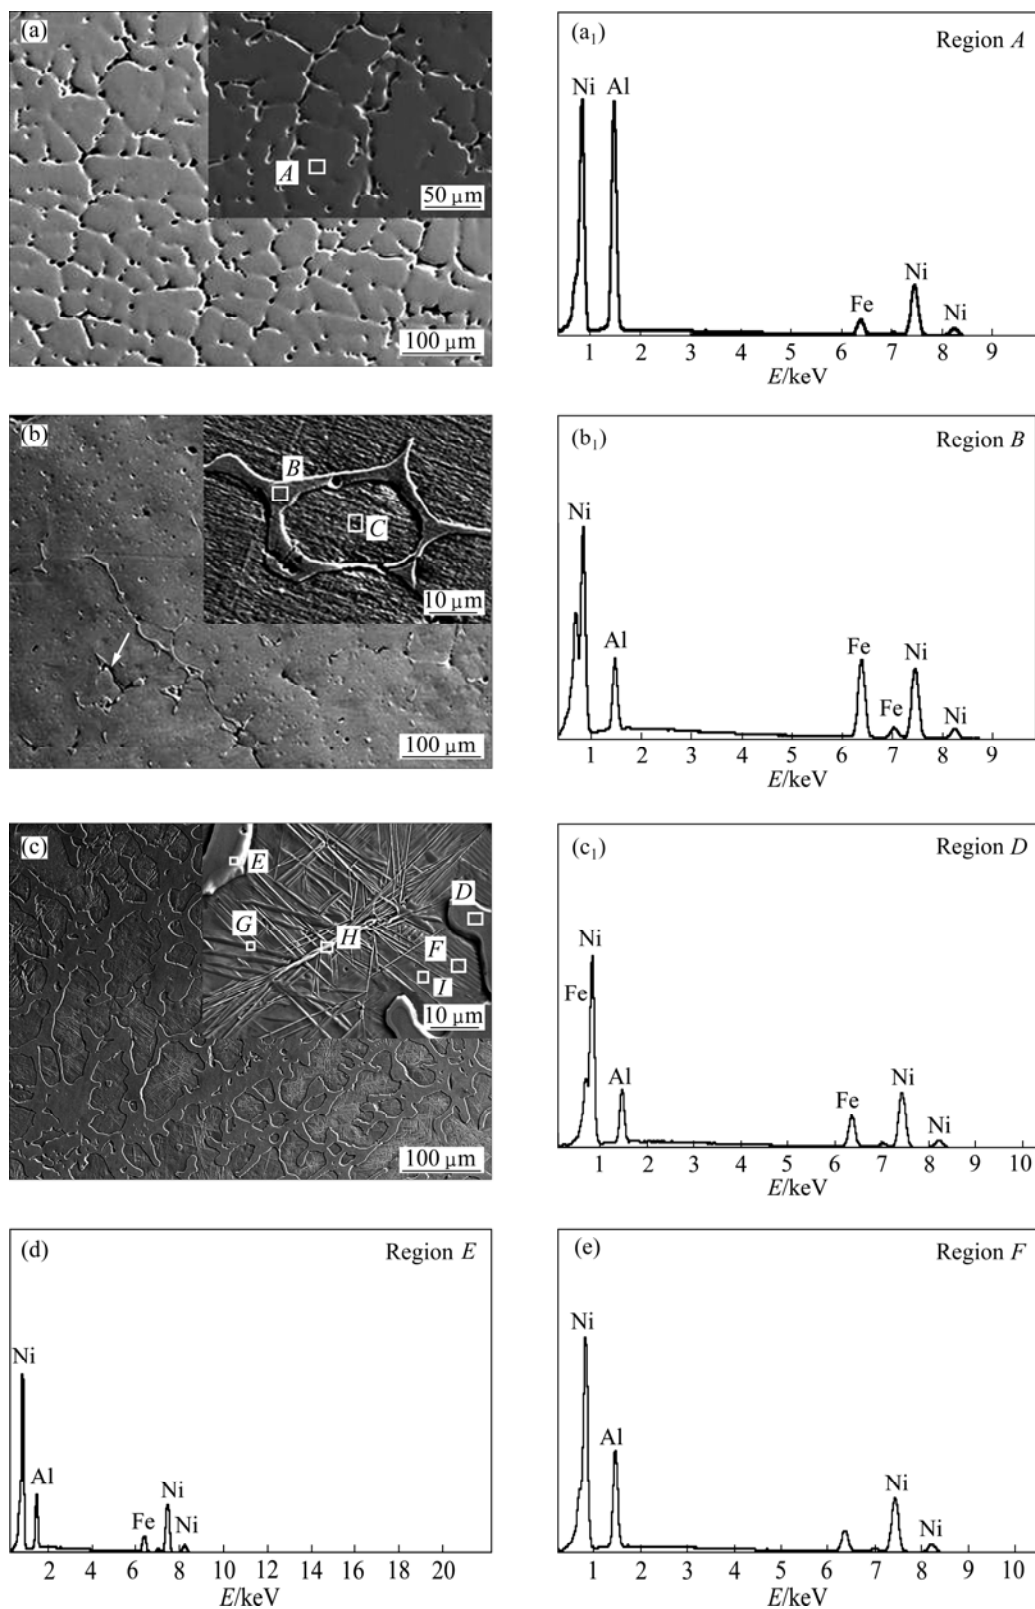 (a)
A
50 μm
100 μm
(a₁)
Region A
Ni Al
Fe
Ni
Ni
1 2 3 4 5 6 7 8 9
E/keV
(b)
B
C
10 μm
100 μm
(b₁)
Region B
Ni
Al
Fe
Fe
Ni
Ni
1 2 3 4 5 6 7 8 9
E/keV
(c)
E
D
G
H
F
I
10 μm
100 μm
(c₁)
Region D
Ni
Fe
Al
Fe
Ni
Ni
1 2 3 4 5 6 7 8 9 10
E/keV
(d)
Region E
Ni
Al
Fe
Ni
Ni
2 4 6 8 10 12 14 16 18 20
E/keV
(e)
Region F
Ni
Al
Ni
Ni
1 2 3 4 5 6 7 8 9 10
E/keV